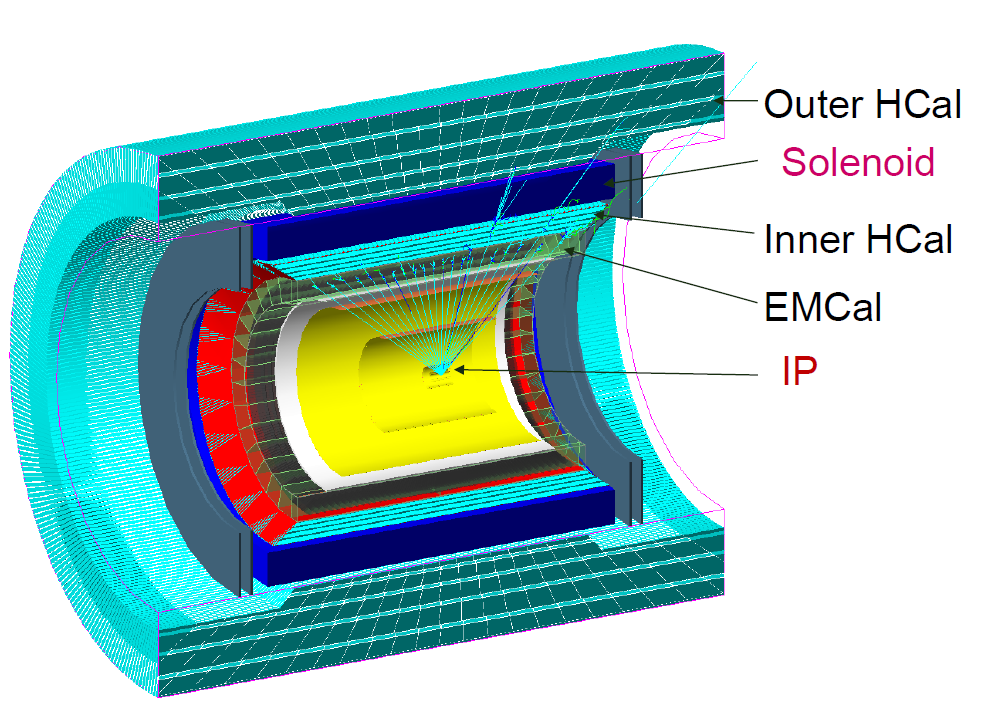 Outer HCal
Solenoid
Inner HCal
EMCal
IP